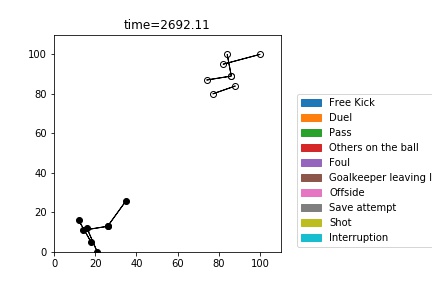 time=2692.11
100
80
60
40
20
0
0 20 40 60 80 100
Free Kick
Duel
Pass
Others on the ball
Foul
Goalkeeper leaving l
Offside
Save attempt
Shot
Interruption